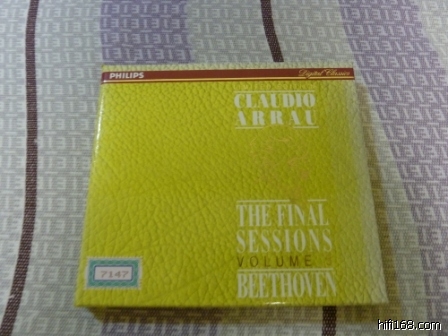 PHILIPS
Digital Classics
CLAUDIO
ARRAU
THE FINAL
SESSIONS
VOLUME
BEETHOVEN
7147
hifi168.com